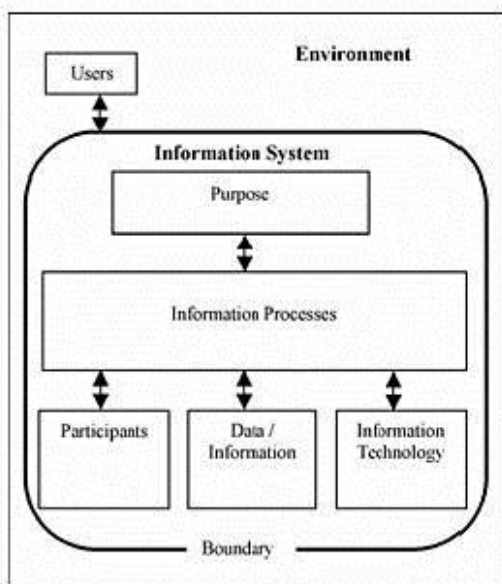 Environment
Users
Information System
Purpose
Information Processes
Participants
Data /
Information
Information
Technology
Boundary